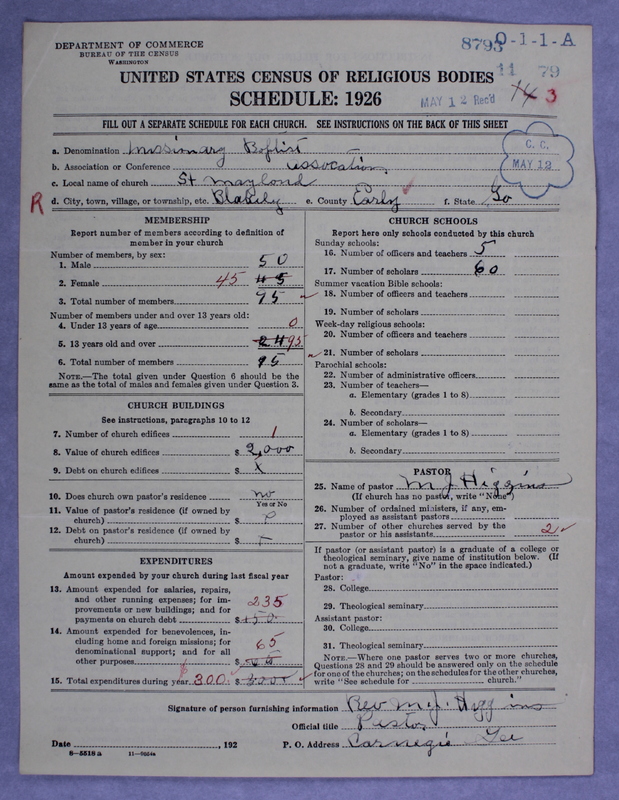 DEPARTMENT OF COMMERCE
BUREAU OF THE CENSUS
WASHINGTON
8793 0-1-1-A
11 79
UNITED STATES CENSUS OF RELIGIOUS BODIES
SCHEDULE: 1926
MAY 12 Rec'd
14 3
FILL OUT A SEPARATE SCHEDULE FOR EACH CHURCH. SEE INSTRUCTIONS ON THE BACK OF THIS SHEET
C. C.
MAY 12
a. Denomination Missinary Boptist
b. Association or Conference assocation
c. Local name of church St Maylond
R d. City, town, village, or township, etc. Blakely e. County Early f. State Go
MEMBERSHIP
Report number of members according to definition of
member in your church
Number of members, by sex:
1. Male 50
2. Female 45 45
3. Total number of members 95
Number of members under and over 13 years old:
4. Under 13 years of age 0
5. 13 years old and over 95
6. Total number of members 95
NOTE.—The total given under Question 6 should be the
same as the total of males and females given under Question 3.
CHURCH BUILDINGS
See instructions, paragraphs 10 to 12
7. Number of church edifices 1
8. Value of church edifices $ 2,000
9. Debt on church edifices $ X
10. Does church own pastor's residence no
Yes or No
11. Value of pastor's residence (if owned by
church) $
12. Debt on pastor's residence (if owned by
church) $
EXPENDITURES
Amount expended by your church during last fiscal year
13. Amount expended for salaries, repairs,
and other running expenses; for im-
provements or new buildings; and for
payments on church debt 235
$ 150
14. Amount expended for benevolences, in-
cluding home and foreign missions; for
denominational support; and for all
other purposes 65
$
15. Total expenditures during year $300 $
CHURCH SCHOOLS
Report here only schools conducted by this church
Sunday schools:
16. Number of officers and teachers 5
17. Number of scholars 60
Summer vacation Bible schools:
18. Number of officers and teachers
19. Number of scholars
Week-day religious schools:
20. Number of officers and teachers
21. Number of scholars
Parochial schools:
22. Number of administrative officers
23. Number of teachers—
a. Elementary (grades 1 to 8)
b. Secondary
24. Number of scholars—
a. Elementary (grades 1 to 8)
b. Secondary
PASTOR
25. Name of pastor M J Higgins
(If church has no pastor, write "None")
26. Number of ordained ministers, if any, em-
ployed as assistant pastors
27. Number of other churches served by the
pastor or his assistants 2
If pastor (or assistant pastor) is a graduate of a college or
theological seminary, give name of institution below. (If
not a graduate, write "No" in the space indicated.)
Pastor:
28. College
29. Theological seminary
Assistant pastor:
30. College
31. Theological seminary
NOTE.—Where one pastor serves two or more churches,
Questions 28 and 29 should be answered only on the schedule
for one of the churches; on the schedules for the other churches,
write "See schedule for church."
Signature of person furnishing information Rev M. J. Higgins
Official title Pastor
Date , 192 P. O. Address Carnegie Ge
8—5518 a 11—9664a